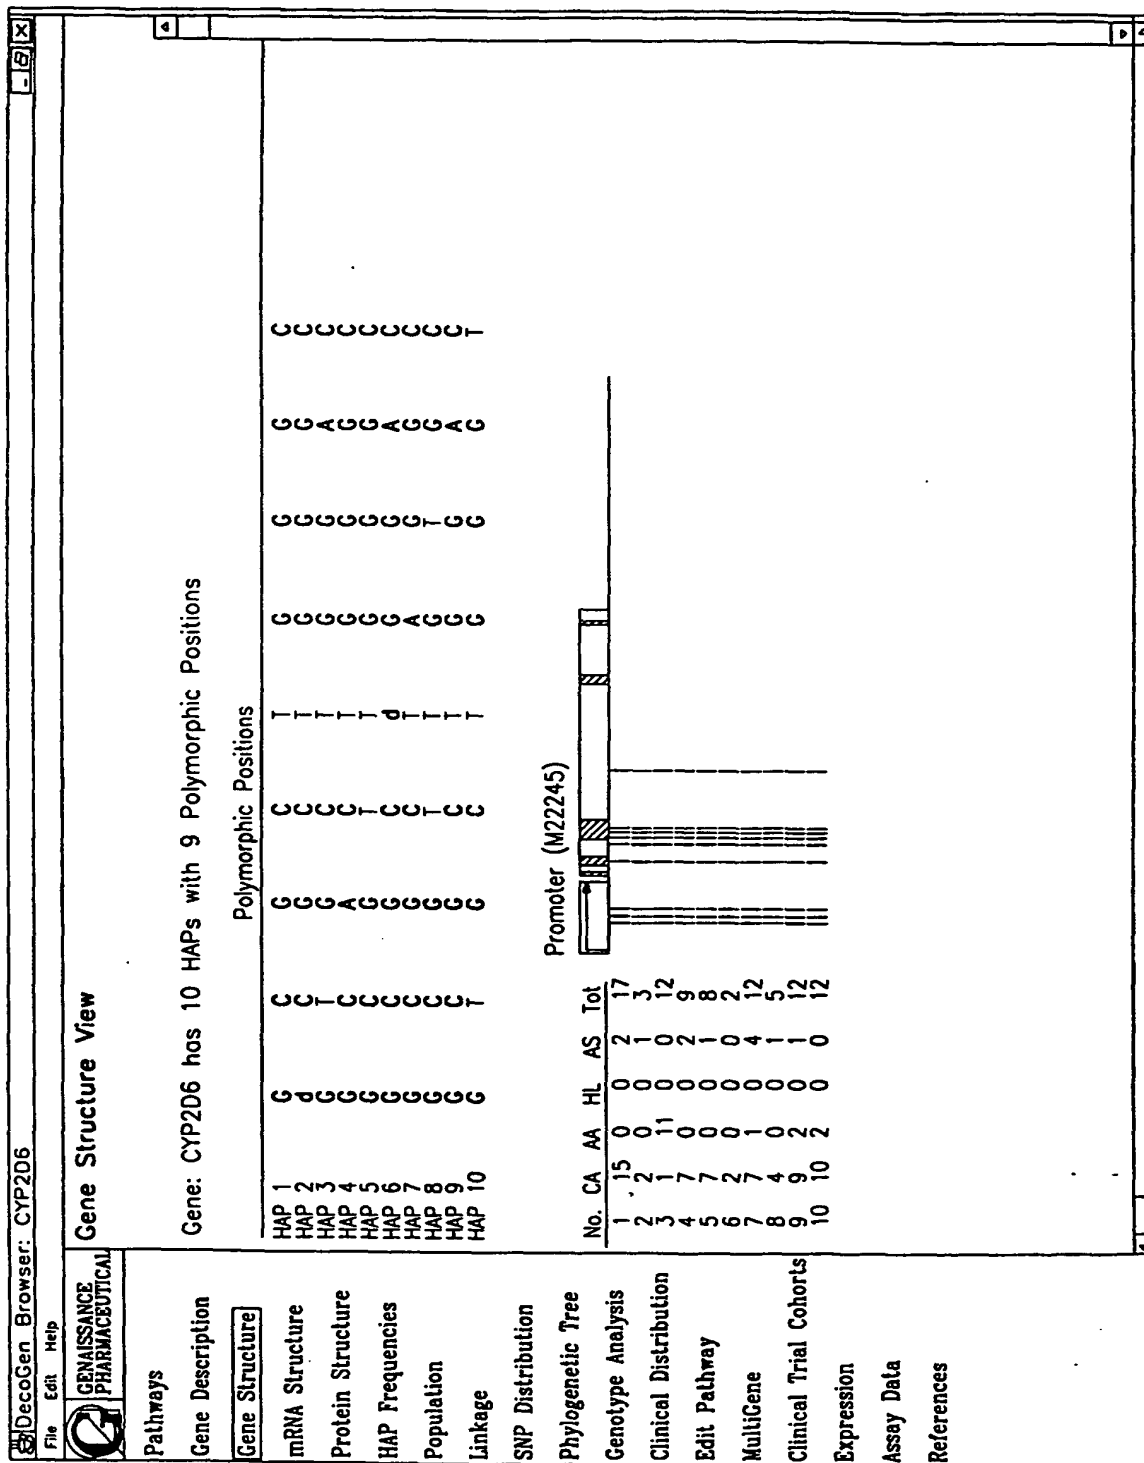 DecoGen Browser: CYP2D6
File Edit Help
GENAISSANCE
PHARMACEUTICAL
Pathways
Gene Description
Gene Structure
mRNA Structure
Protein Structure
HAP Frequencies
Population
Linkage
SNP Distribution
Phylogenetic Tree
Genotype Analysis
Clinical Distribution
Edit Pathway
MultiGene
Clinical Trial Cohorts
Expression
Assay Data
References
Gene Structure View
Gene: CYP2D6 has 10 HAPs with 9 Polymorphic Positions
Polymorphic Positions
HAP 1 G C G C T G G G C
HAP 2 d C G C T G G G C
HAP 3 G T G C T G G A C
HAP 4 G C A C T G G G C
HAP 5 G C G T T G G G C
HAP 6 G C G C d G G A C
HAP 7 G C G C T A G G C
HAP 8 G C G T T G T G C
HAP 9 G C G C T G G A C
HAP 10 G T G C T G G G T
Promoter (M22245)
No. CA AA HL AS Tot
1 15 0 0 2 17
2 2 0 0 1 3
3 1 11 0 0 12
4 7 0 0 2 9
5 7 0 0 1 8
6 2 0 0 0 2
7 7 1 0 4 12
8 4 0 0 1 5
9 9 2 0 1 12
10 10 2 0 0 12